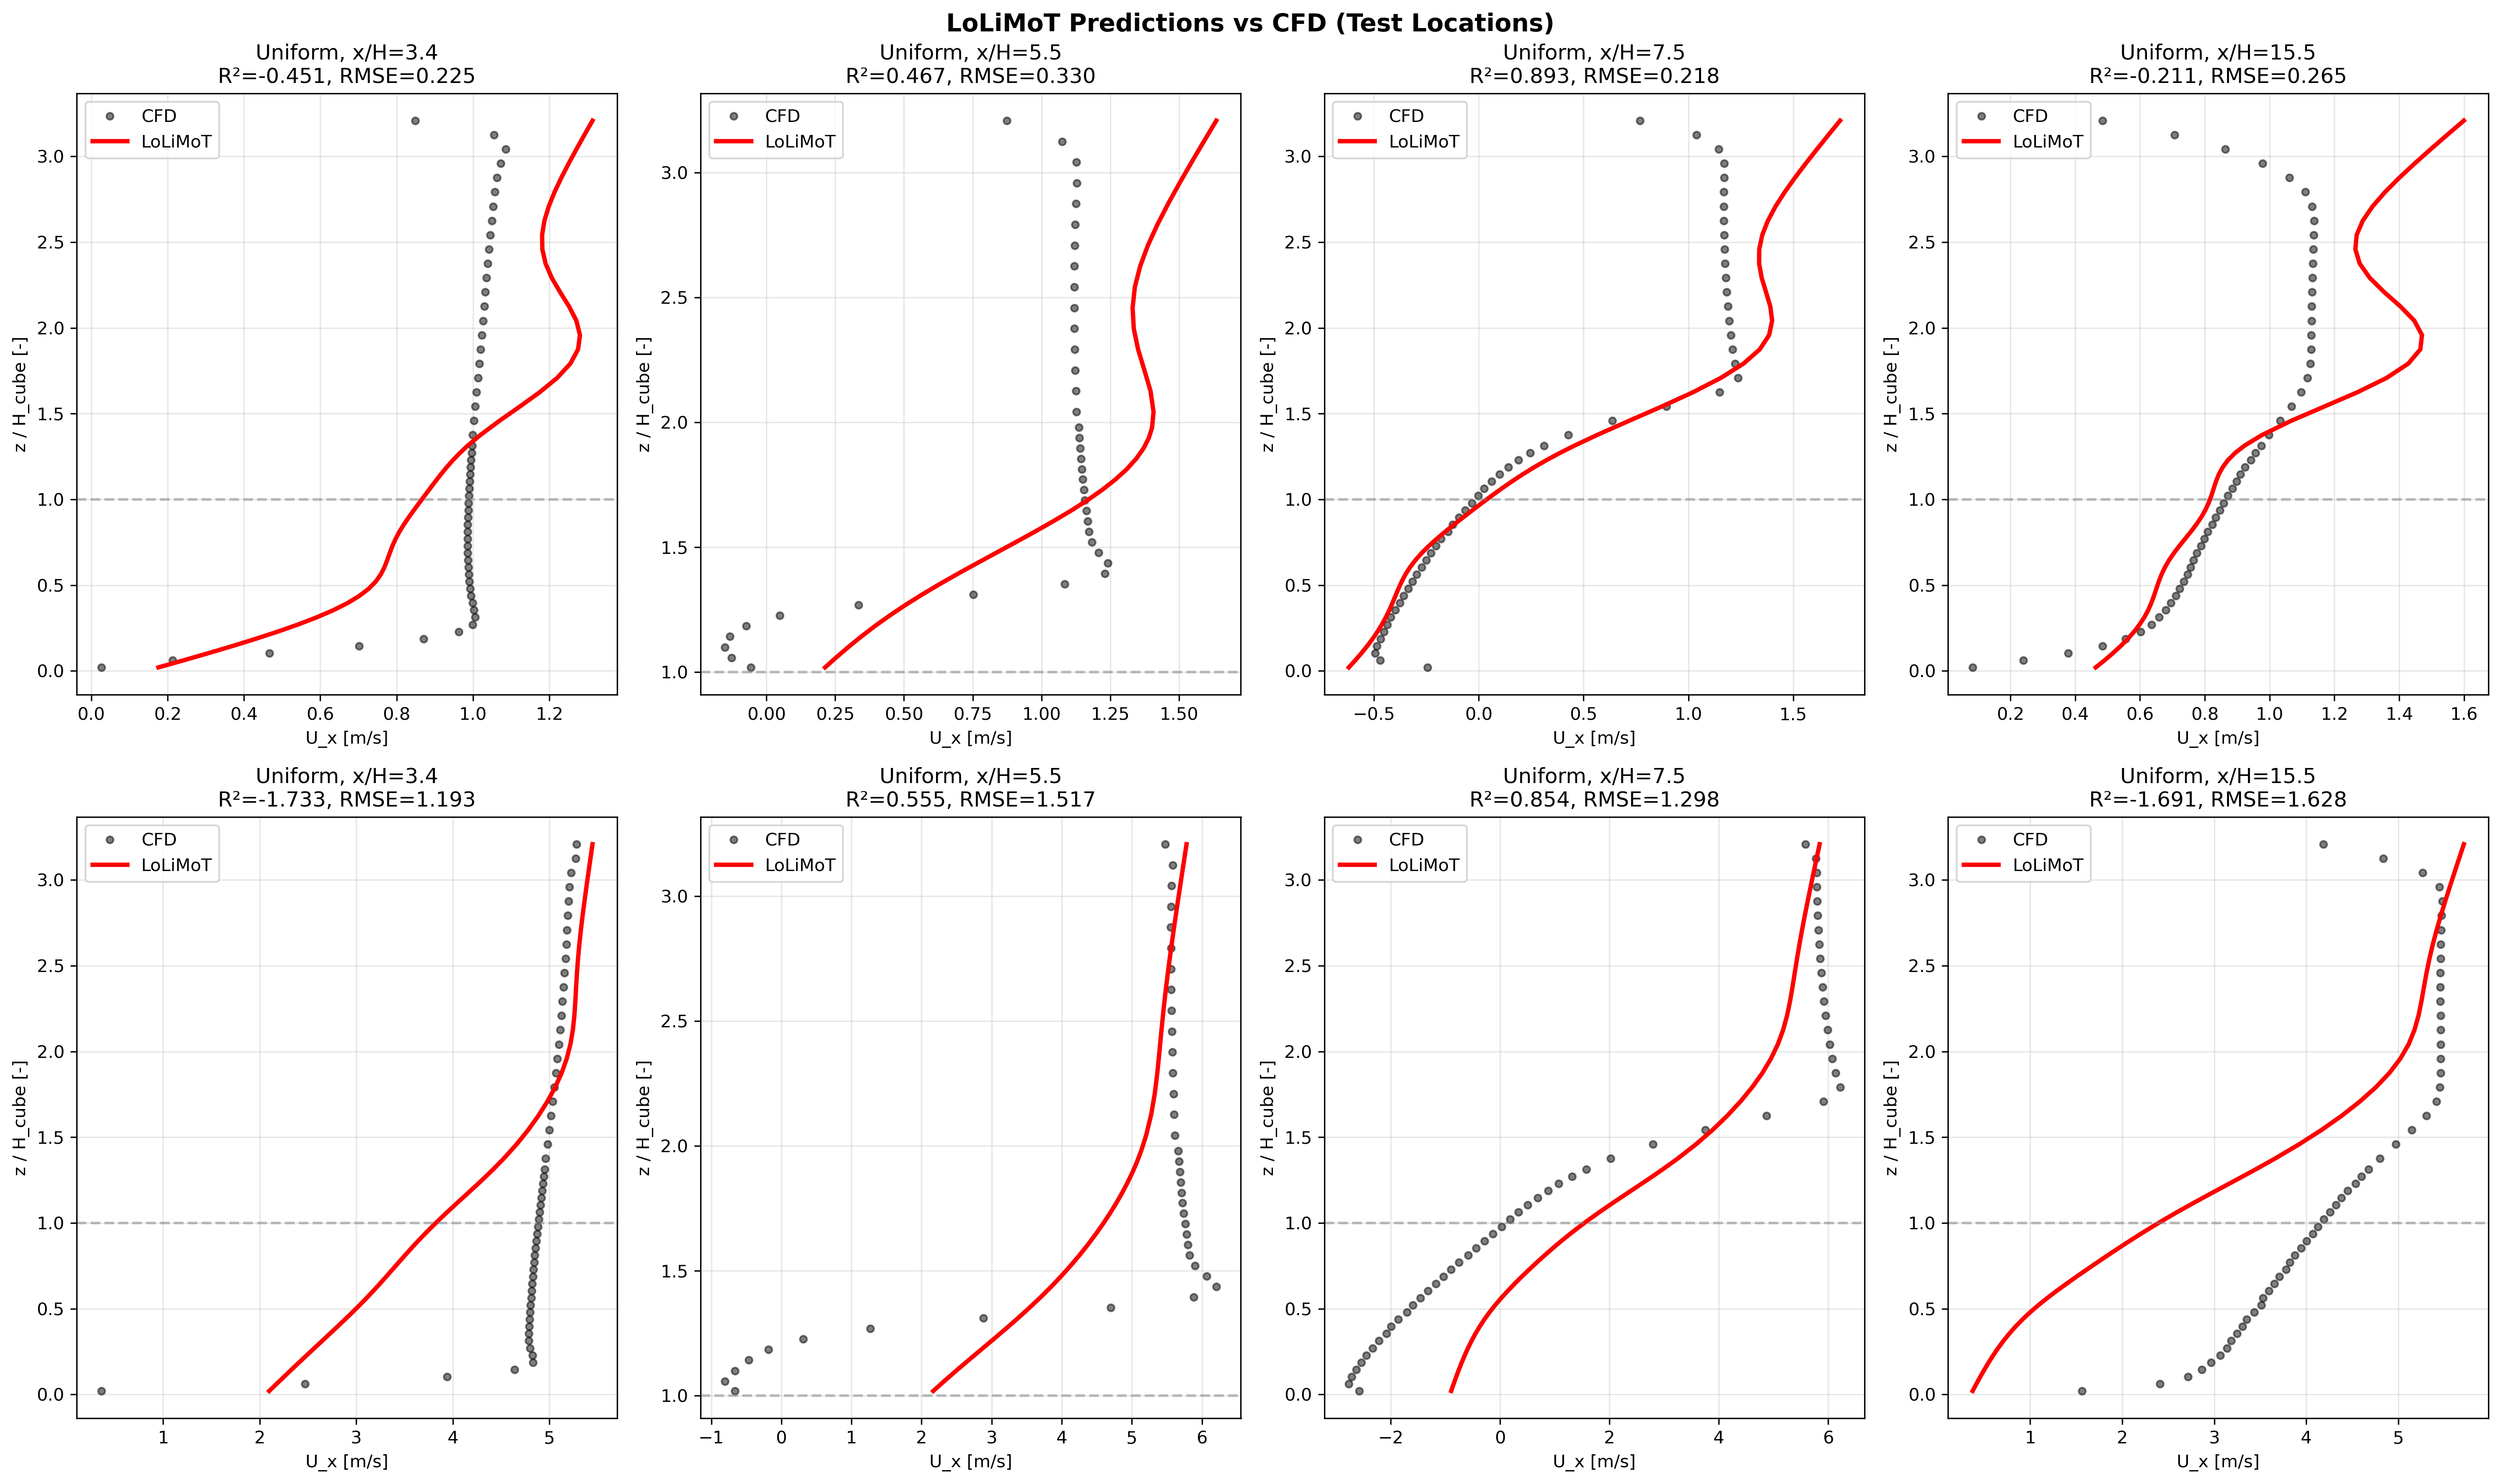 LoLiMoT Predictions vs CFD (Test Locations)
Uniform, x/H=3.4
R²=-0.451, RMSE=0.225
CFD
LoLiMoT
3.0
2.5
2.0
1.5
1.0
0.5
0.0
z / H_cube [-]
0.0 0.2 0.4 0.6 0.8 1.0 1.2
U_x [m/s]
Uniform, x/H=5.5
R²=0.467, RMSE=0.330
CFD
LoLiMoT
3.0
2.5
2.0
1.5
1.0
z / H_cube [-]
0.00 0.25 0.50 0.75 1.00 1.25 1.50
U_x [m/s]
Uniform, x/H=7.5
R²=0.893, RMSE=0.218
CFD
LoLiMoT
3.0
2.5
2.0
1.5
1.0
0.5
0.0
z / H_cube [-]
−0.5 0.0 0.5 1.0 1.5
U_x [m/s]
Uniform, x/H=15.5
R²=-0.211, RMSE=0.265
CFD
LoLiMoT
3.0
2.5
2.0
1.5
1.0
0.5
0.0
z / H_cube [-]
0.2 0.4 0.6 0.8 1.0 1.2 1.4 1.6
U_x [m/s]
Uniform, x/H=3.4
R²=-1.733, RMSE=1.193
CFD
LoLiMoT
3.0
2.5
2.0
1.5
1.0
0.5
0.0
z / H_cube [-]
1 2 3 4 5
U_x [m/s]
Uniform, x/H=5.5
R²=0.555, RMSE=1.517
CFD
LoLiMoT
3.0
2.5
2.0
1.5
1.0
z / H_cube [-]
−1 0 1 2 3 4 5 6
U_x [m/s]
Uniform, x/H=7.5
R²=0.854, RMSE=1.298
CFD
LoLiMoT
3.0
2.5
2.0
1.5
1.0
0.5
0.0
z / H_cube [-]
−2 0 2 4 6
U_x [m/s]
Uniform, x/H=15.5
R²=-1.691, RMSE=1.628
CFD
LoLiMoT
3.0
2.5
2.0
1.5
1.0
0.5
0.0
z / H_cube [-]
1 2 3 4 5
U_x [m/s]